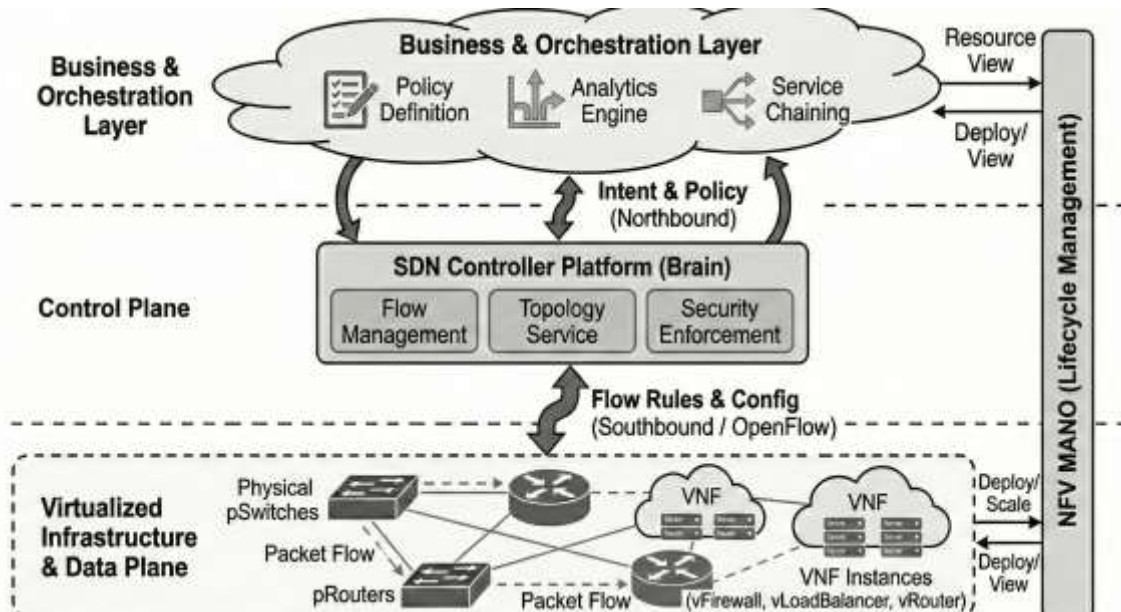 Business &
Orchestration
Layer
Business & Orchestration Layer
Policy
Definition
Analytics
Engine
Service
Chaining
Resource
View
Deploy/
View
Intent & Policy
(Northbound)
Control Plane
SDN Controller Platform (Brain)
Flow
Management
Topology
Service
Security
Enforcement
Flow Rules & Config
(Southbound / OpenFlow)
Virtualized
Infrastructure
& Data Plane
Physical
pSwitches
Packet Flow
pRouters
Packet Flow
VNF
VNF
VNF Instances
(vFirewall, vLoadBalancer, vRouter)
Deploy/
Scale
Deploy/
View
NFV MANO (Lifecycle Management)